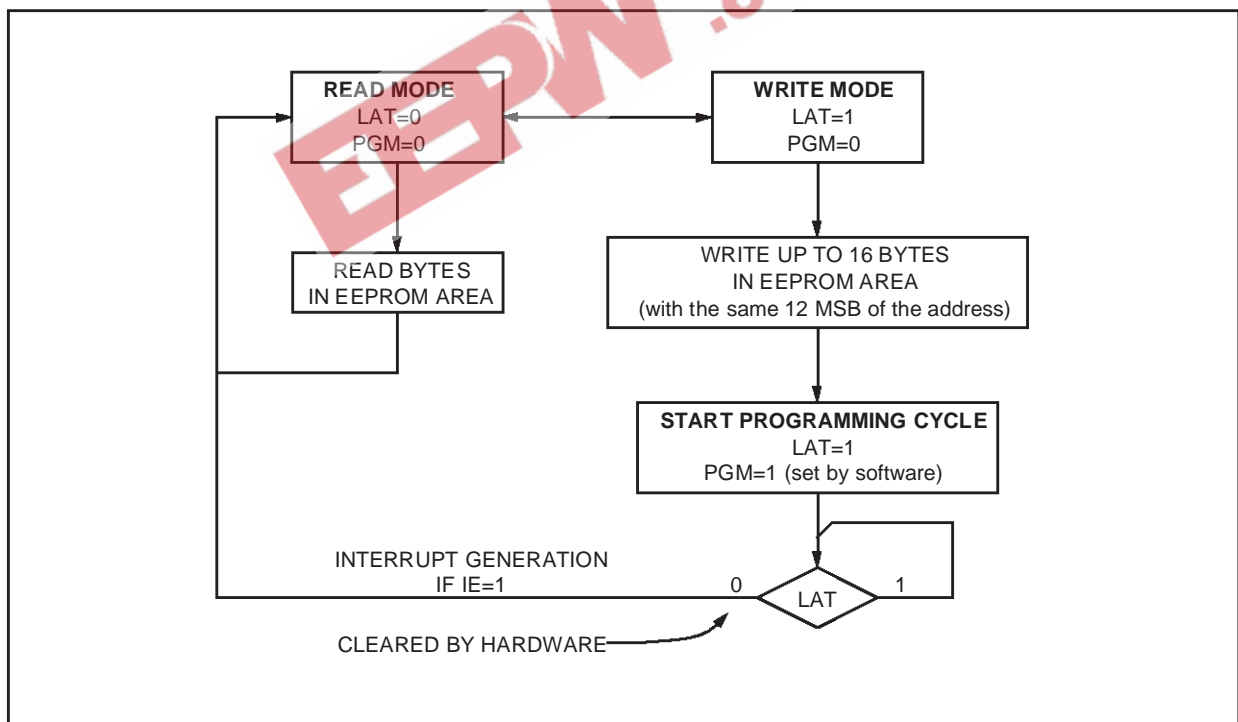 READ MODE
LAT=0
PGM=0
WRITE MODE
LAT=1
PGM=0
READ BYTES
IN EEPROM AREA
WRITE UP TO 16 BYTES
IN EEPROM AREA
(with the same 12 MSB of the address)
START PROGRAMMING CYCLE
LAT=1
PGM=1 (set by software)
INTERRUPT GENERATION
IF IE=1
0
LAT
1
CLEARED BY HARDWARE
EEPW